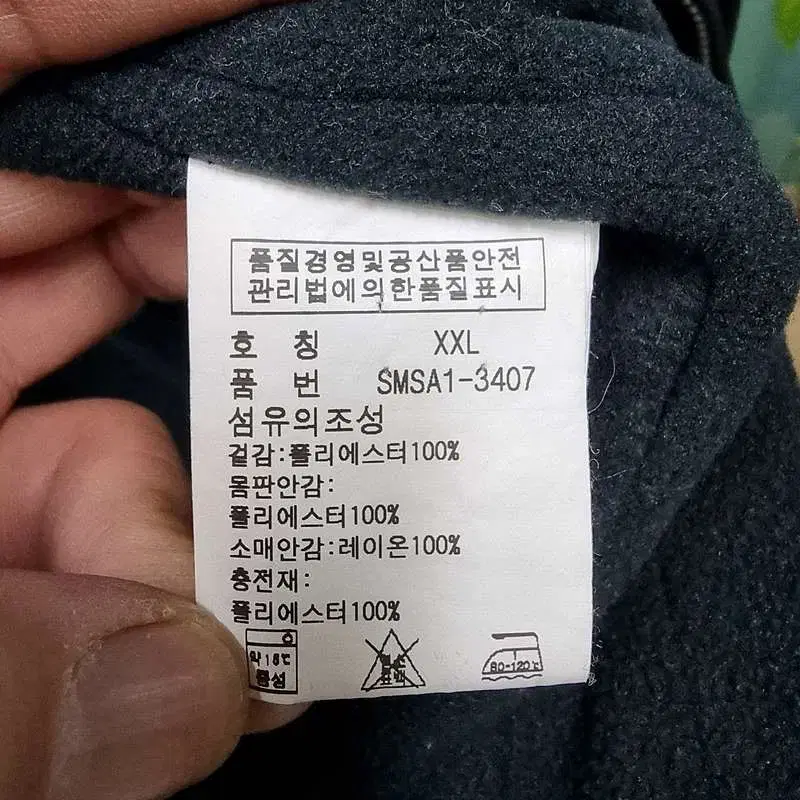 품질경영및공산품안전
관리법에의한품질표시
호 칭 XXL
품 번 SMSA1-3407
섬유의조성
겉감:폴리에스터100%
몸판안감:
폴리에스터100%
소매안감:레이온100%
충전재:
폴리에스터100%
약 15℃
중성
80-120℃